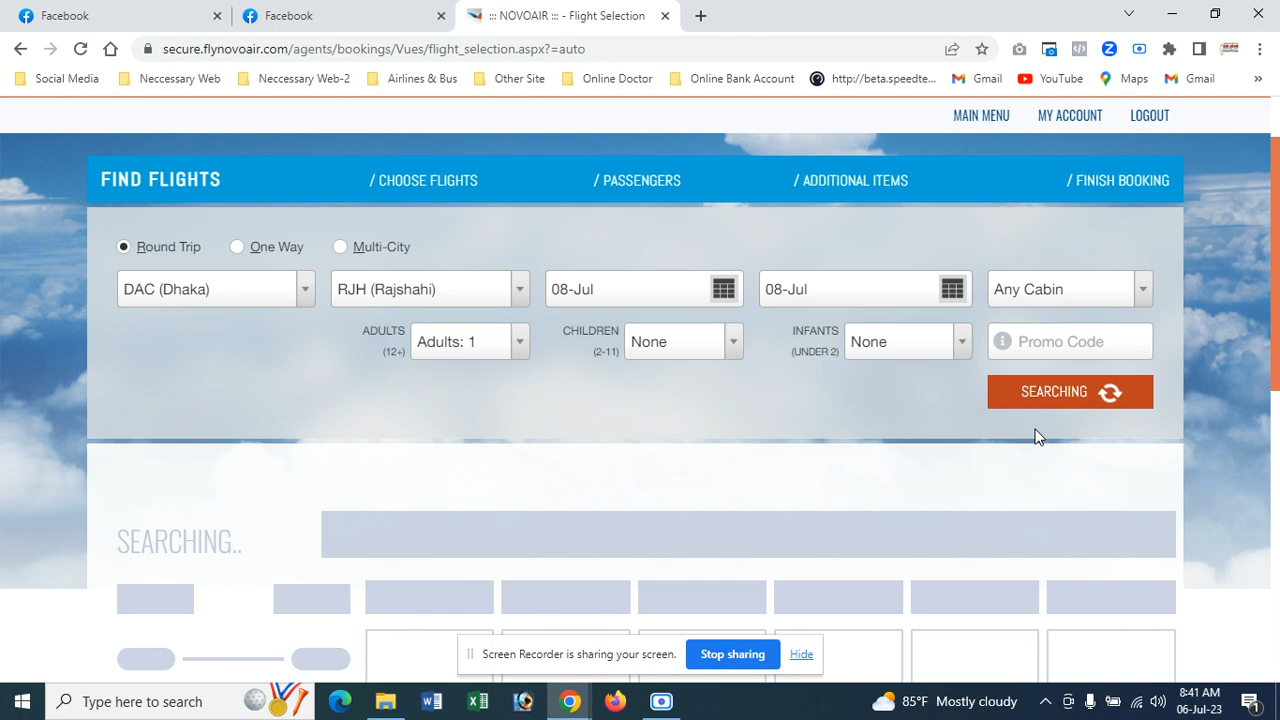 Facebook
Facebook
::: NOVOAIR ::: - Flight Selection
secure.flynovoair.com/agents/bookings/Vues/flight_selection.aspx?=auto
Social Media
Neccessary Web
Neccessary Web-2
Airlines & Bus
Other Site
Online Doctor
Online Bank Account
http://beta.speedte...
Gmail
YouTube
Maps
Gmail
»
MAIN MENU
MY ACCOUNT
LOGOUT
FIND FLIGHTS
/ CHOOSE FLIGHTS
/ PASSENGERS
/ ADDITIONAL ITEMS
/ FINISH BOOKING
Round Trip
One Way
Multi-City
DAC (Dhaka)
RJH (Rajshahi)
08-Jul
08-Jul
Any Cabin
ADULTS
(12+)
Adults: 1
CHILDREN
(2-11)
None
INFANTS
(UNDER 2)
None
Promo Code
SEARCHING
SEARCHING..
Screen Recorder is sharing your screen.
Stop sharing
Hide
Type here to search
85°F Mostly cloudy
8:41 AM
06-Jul-23
1